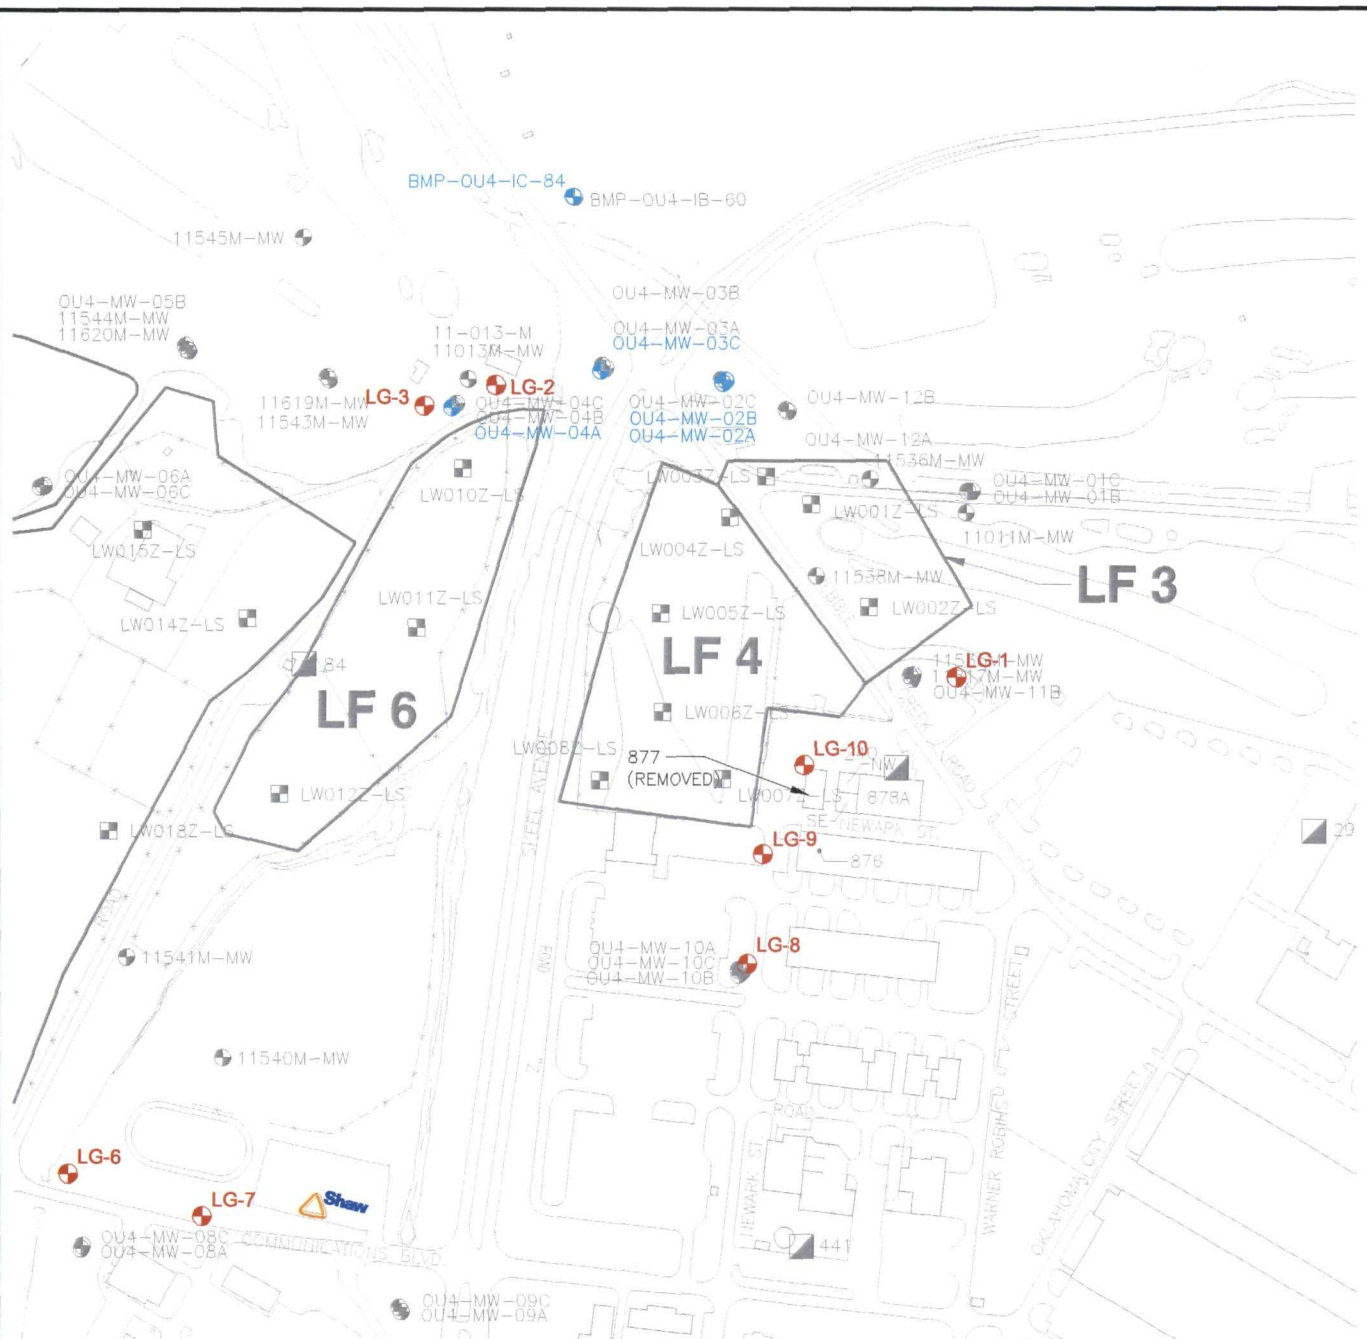 BMP-OU4-IC-84
BMP-OU4-IB-60
11545M-MW
OU4-MW-03B
OU4-MW-05B
11544M-MW
11620M-MW
11-013-M
11013M-MW
OU4-MW-03A
OU4-MW-03C
LG-3
LG-2
11619M-MW
11543M-MW
OU4-MW-04C
OU4-MW-04B
OU4-MW-04A
OU4-MW-02C
OU4-MW-02B
OU4-MW-02A
OU4-MW-12B
OU4-MW-12A
11536M-MW
OU4-MW-06A
OU4-MW-06C
LW010Z-LS
LW003Z-LS
OU4-MW-01C
OU4-MW-01B
LW001Z-LS
11011M-MW
LW015Z-LS
LW004Z-LS
LF 3
11538M-MW
LW014Z-LS
LW011Z-LS
LW005Z-LS
LW002Z-LS
LF 4
84
LF 6
LG-1
OU4-MW-11B
LW006Z-LS
CREEK
ROAD
LW008Z-LS
877
(REMOVED)
LG-10
NW
LW007Z-LS
878A
LW012Z-LS
LW018Z-LS
STEEL AVENUE
SE
NEWARK ST.
29
LG-9
876
ROAD
11541M-MW
LG-8
OU4-MW-10A
OU4-MW-10C
OU4-MW-10B
ROAD
11540M-MW
"Z"
WARNER ROBINED STREET
ROAD
OKLAHOMA CITY STREET
LG-6
NEWARK ST.
LG-7
Shaw
OU4-MW-08C
OU4-MW-08A
COMMUNICATIONS BLVD
441
OU4-MW-09C
OU4-MW-09A